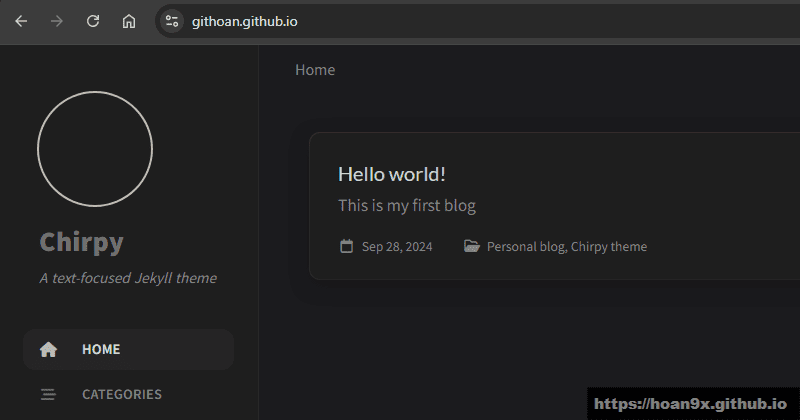 githoan.github.io
Home
Chirpy
A text-focused Jekyll theme
HOME
CATEGORIES
Hello world!
This is my first blog
Sep 28, 2024 Personal blog, Chirpy theme
https://hoan9x.github.io